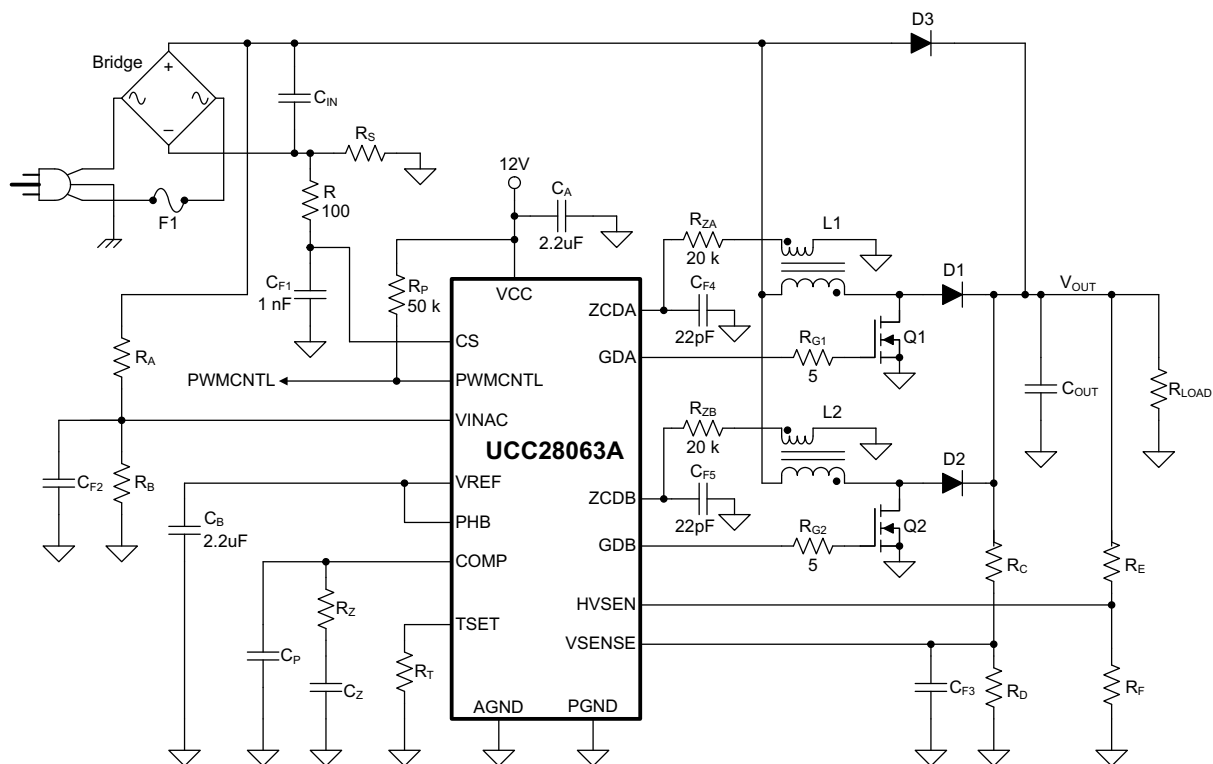 D3
Bridge
+
–
C_IN
R_S
12V
F1
R
100
C_A
2.2uF
R_ZA
20 k
L1
C_F1
1 nF
R_P
50 k
VCC
ZCDA
C_F4
22pF
D1
V_OUT
CS
GDA
R_G1
5
Q1
R_A
PWMCNTL
PWMCNTL
C_OUT
R_LOAD
VINAC
R_ZB
20 k
L2
UCC28063A
C_F2
R_B
VREF
ZCDB
C_F5
22pF
D2
C_B
2.2uF
PHB
GDB
R_G2
5
Q2
COMP
R_C
R_E
R_Z
HVSEN
TSET
VSENSE
C_P
R_T
C_Z
C_F3
R_D
R_F
AGND
PGND